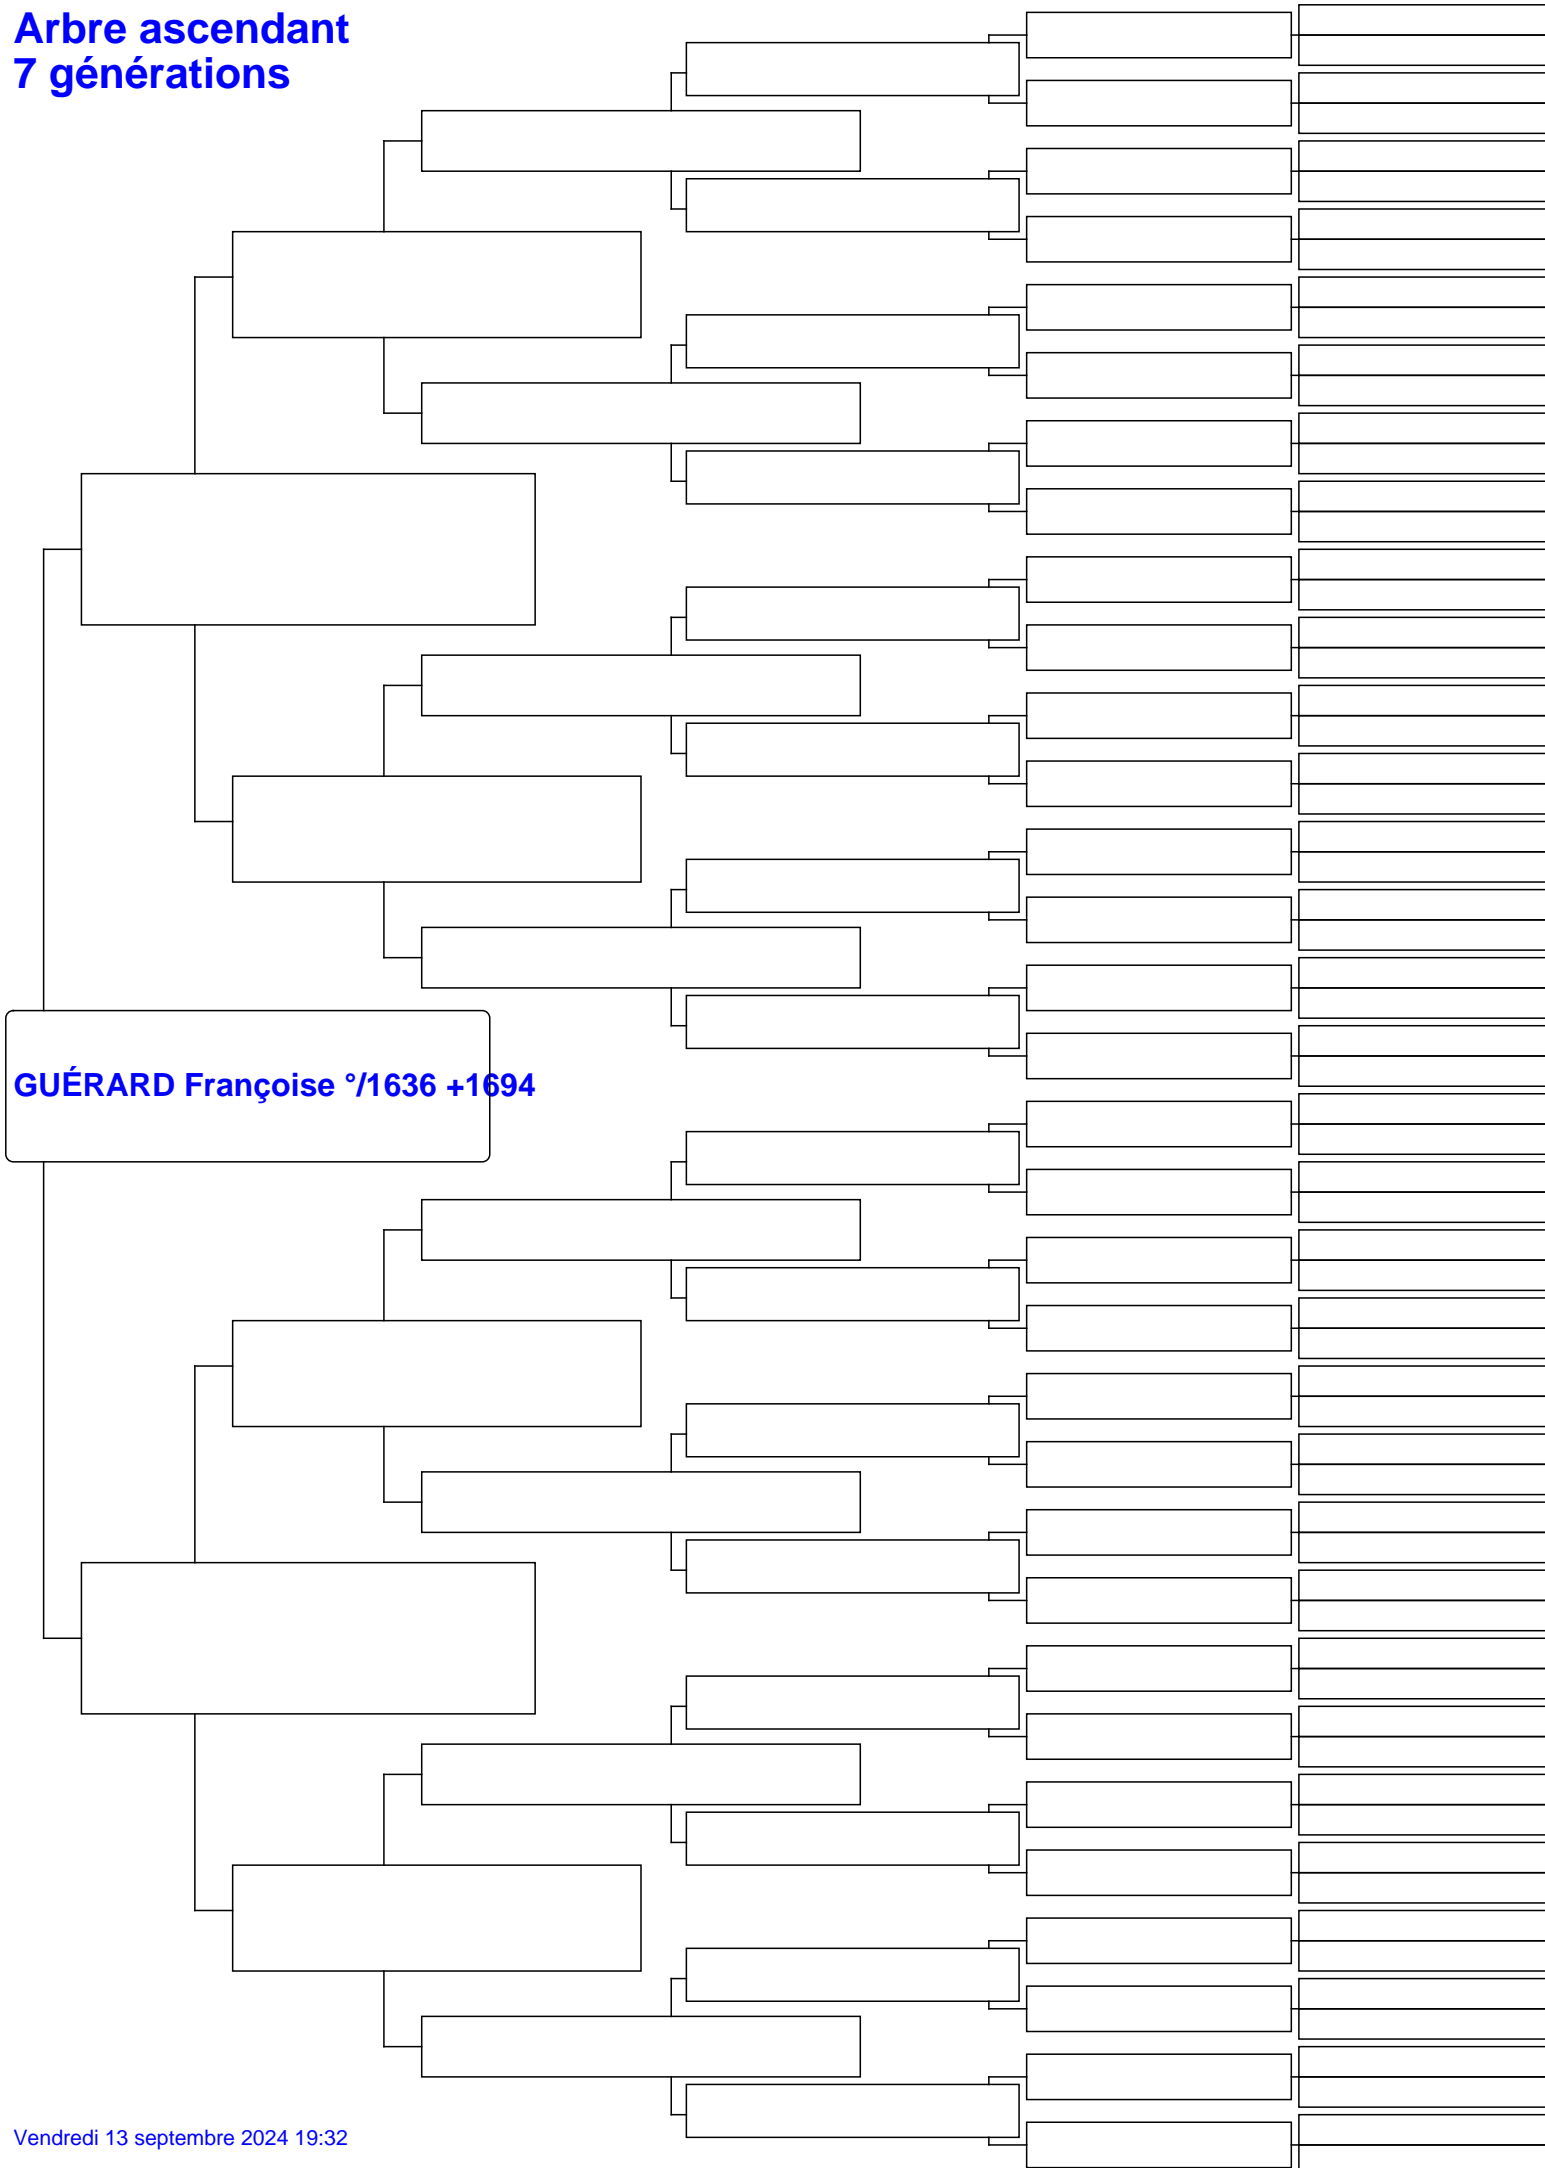 Arbre ascendant
7 générations
GUÉRARD Françoise °/1636 +1694
Vendredi 13 septembre 2024 19:32